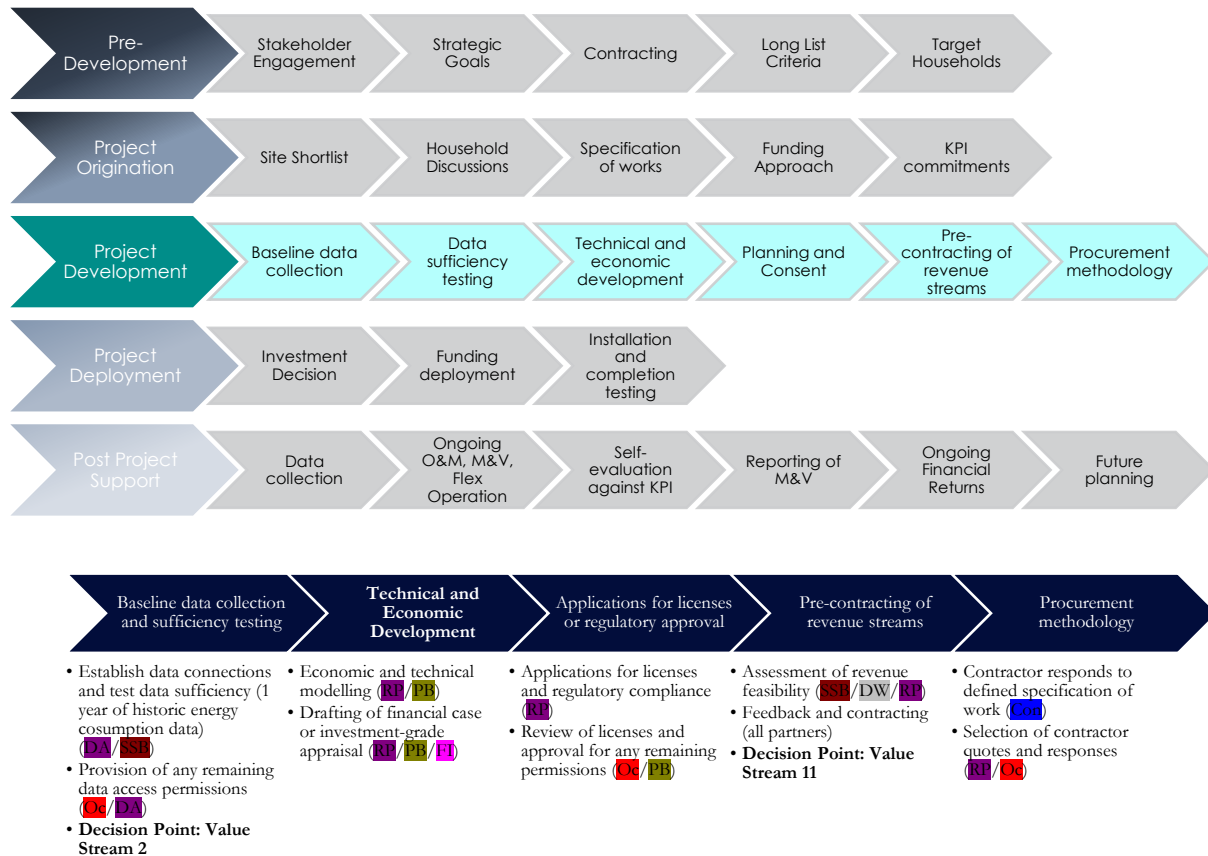 Pre-
Development
Stakeholder
Engagement
Strategic
Goals
Contracting
Long List
Criteria
Target
Households
Project
Origination
Site Shortlist
Household
Discussions
Specification
of works
Funding
Approach
KPI
commitments
Project
Development
Baseline data
collection
Data
sufficiency
testing
Technical and
economic
development
Planning and
Consent
Pre-
contracting of
revenue
streams
Procurement
methodology
Project
Deployment
Investment
Decision
Funding
deployment
Installation
and
completion
testing
Post Project
Support
Data
collection
Ongoing
O&M, M&V,
Flex
Operation
Self-
evaluation
against KPI
Reporting of
M&V
Ongoing
Financial
Returns
Future
planning
Baseline data collection
and sufficiency testing
Technical and
Economic
Development
Applications for licenses
or regulatory approval
Pre-contracting of
revenue streams
Procurement
methodology
• Establish data connections
and test data sufficiency (1
year of historic energy
cosumption data)
(DA/SSB)
• Provision of any remaining
data access permissions
(Oc/DA)
• Decision Point: Value
Stream 2
• Economic and technical
modelling (RP/PB)
• Drafting of financial case
or investment-grade
appraisal (RP/PB/FI)
• Applications for licenses
and regulatory compliance
(RP)
• Review of licenses and
approval for any remaining
permissions (Oc/PB)
• Assessment of revenue
feasibility (SSB/DW/RP)
• Feedback and contracting
(all partners)
• Decision Point: Value
Stream 11
• Contractor responds to
defined specification of
work (Con)
• Selection of contractor
quotes and responses
(RP/Oc)